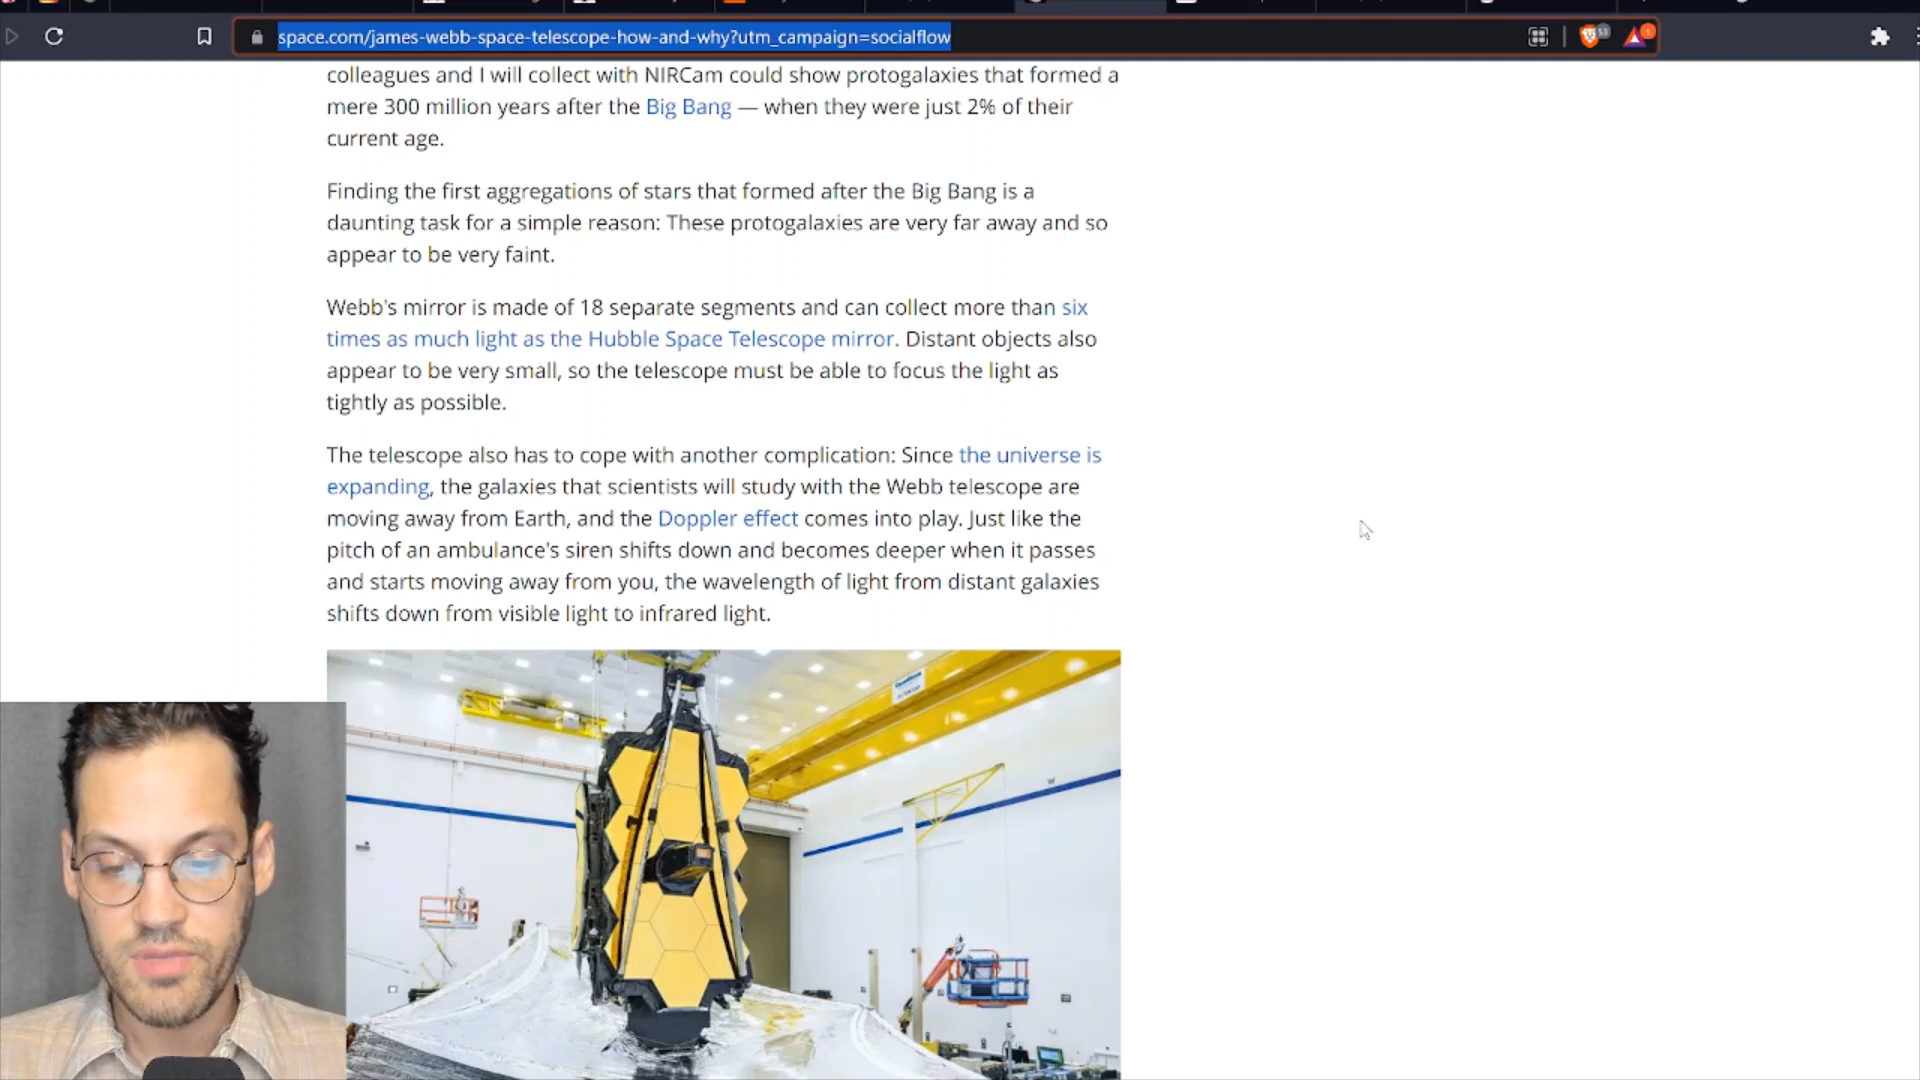 space.com/james-webb-space-telescope-how-and-why?utm_campaign=socialflow
colleagues and I will collect with NIRCam could show protogalaxies that formed a
mere 300 million years after the Big Bang — when they were just 2% of their
current age.
Finding the first aggregations of stars that formed after the Big Bang is a
daunting task for a simple reason: These protogalaxies are very far away and so
appear to be very faint.
Webb's mirror is made of 18 separate segments and can collect more than six
times as much light as the Hubble Space Telescope mirror. Distant objects also
appear to be very small, so the telescope must be able to focus the light as
tightly as possible.
The telescope also has to cope with another complication: Since the universe is
expanding, the galaxies that scientists will study with the Webb telescope are
moving away from Earth, and the Doppler effect comes into play. Just like the
pitch of an ambulance's siren shifts down and becomes deeper when it passes
and starts moving away from you, the wavelength of light from distant galaxies
shifts down from visible light to infrared light.